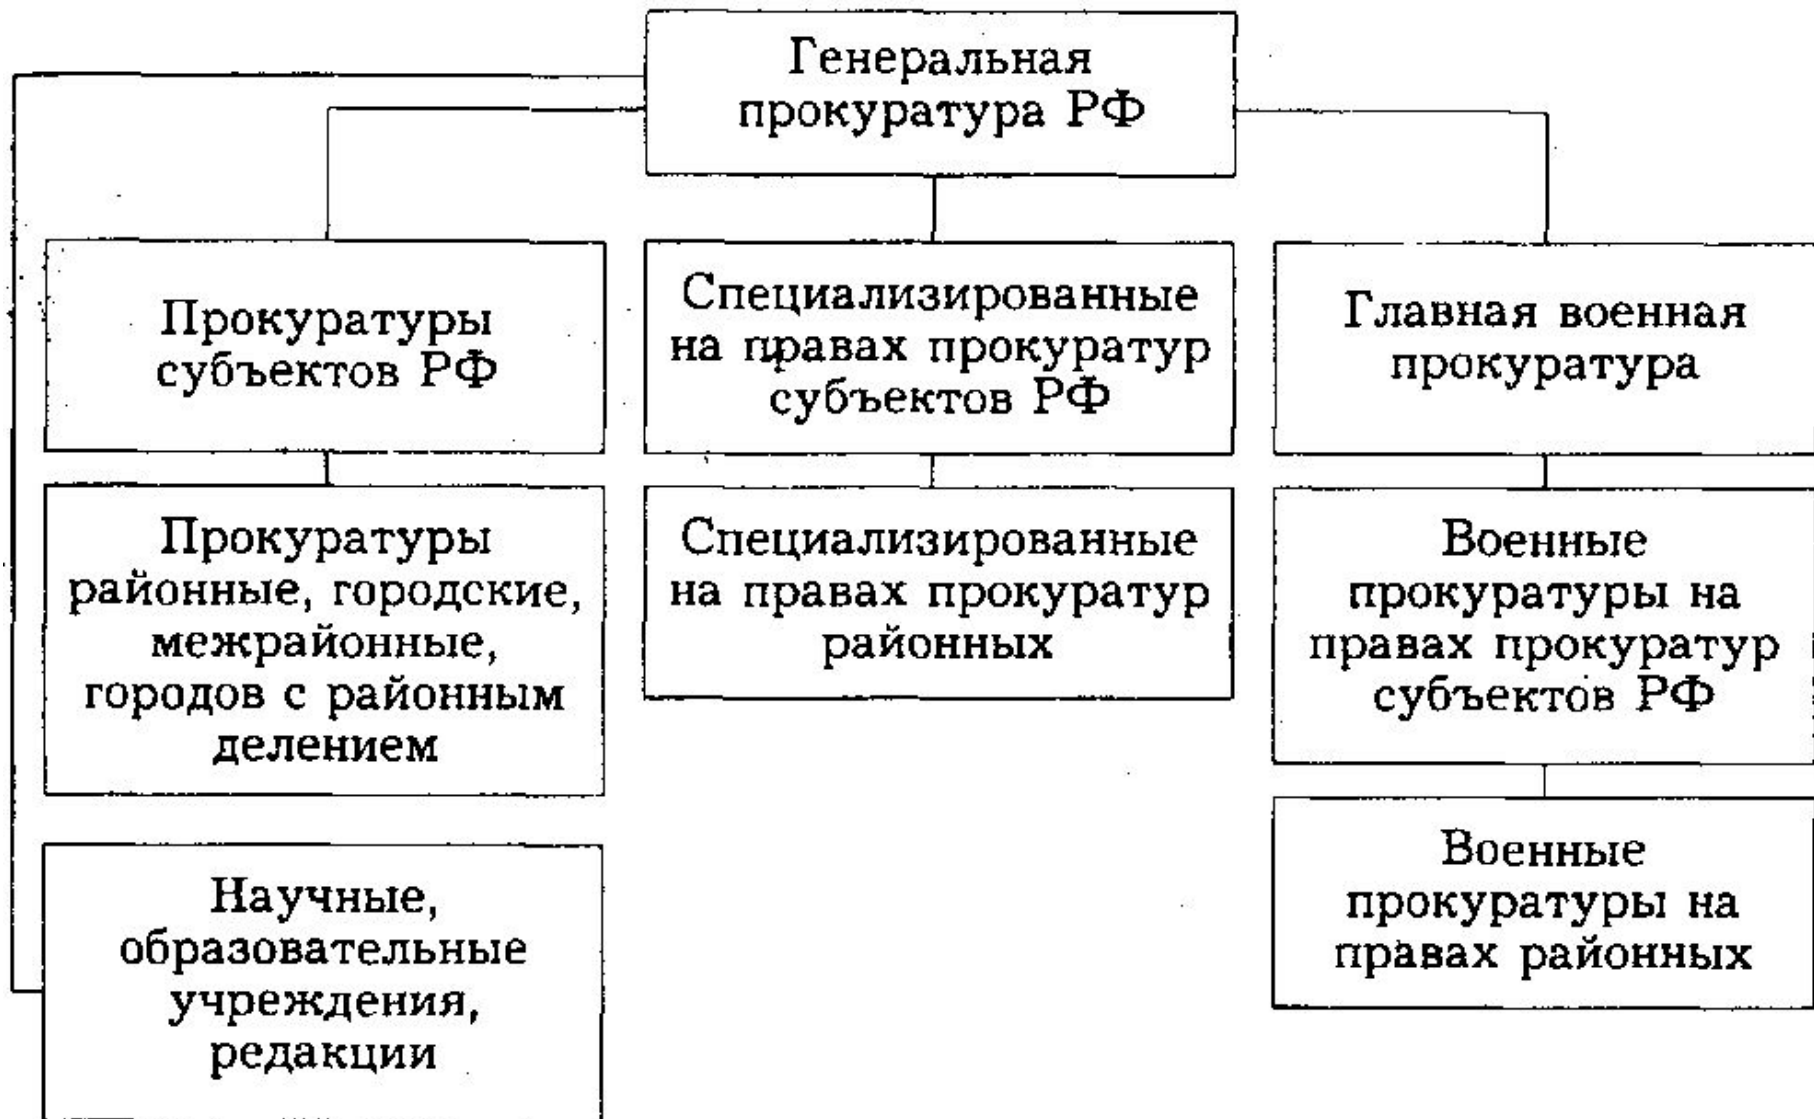 Генеральная
прокуратура РФ
Прокуратуры
субъектов РФ
Специализированные
на правах прокуратур
субъектов РФ
Главная военная
прокуратура
Прокуратуры
районные, городские,
межрайонные,
городов с районным
делением
Специализированные
на правах прокуратур
районных
Военные
прокуратуры на
правах прокуратур
субъектов РФ
Научные,
образовательные
учреждения,
редакции
Военные
прокуратуры на
правах районных